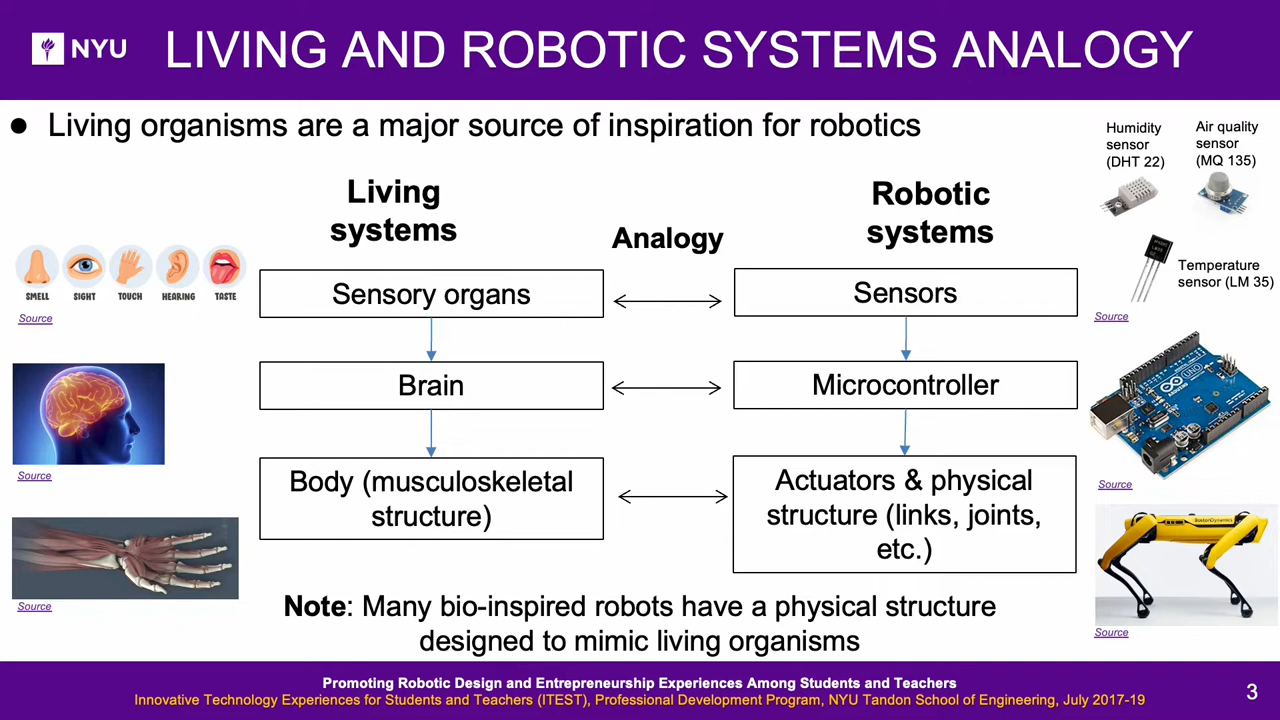 NYU
LIVING AND ROBOTIC SYSTEMS ANALOGY
● Living organisms are a major source of inspiration for robotics
Humidity
sensor
(DHT 22)
Air quality
sensor
(MQ 135)
Living
systems
Analogy
Robotic
systems
SMELL
SIGHT
TOUCH
HEARING
TASTE
Source
Sensory organs
Sensors
Temperature
sensor (LM 35)
Source
Brain
Microcontroller
UNO
ARDUINO
Source
Source
Body (musculoskeletal
structure)
Actuators & physical
structure (links, joints,
etc.)
BostonDynamics
Source
Source
Note: Many bio-inspired robots have a physical structure
designed to mimic living organisms
Promoting Robotic Design and Entrepreneurship Experiences Among Students and Teachers
Innovative Technology Experiences for Students and Teachers (ITEST), Professional Development Program, NYU Tandon School of Engineering, July 2017-19
3